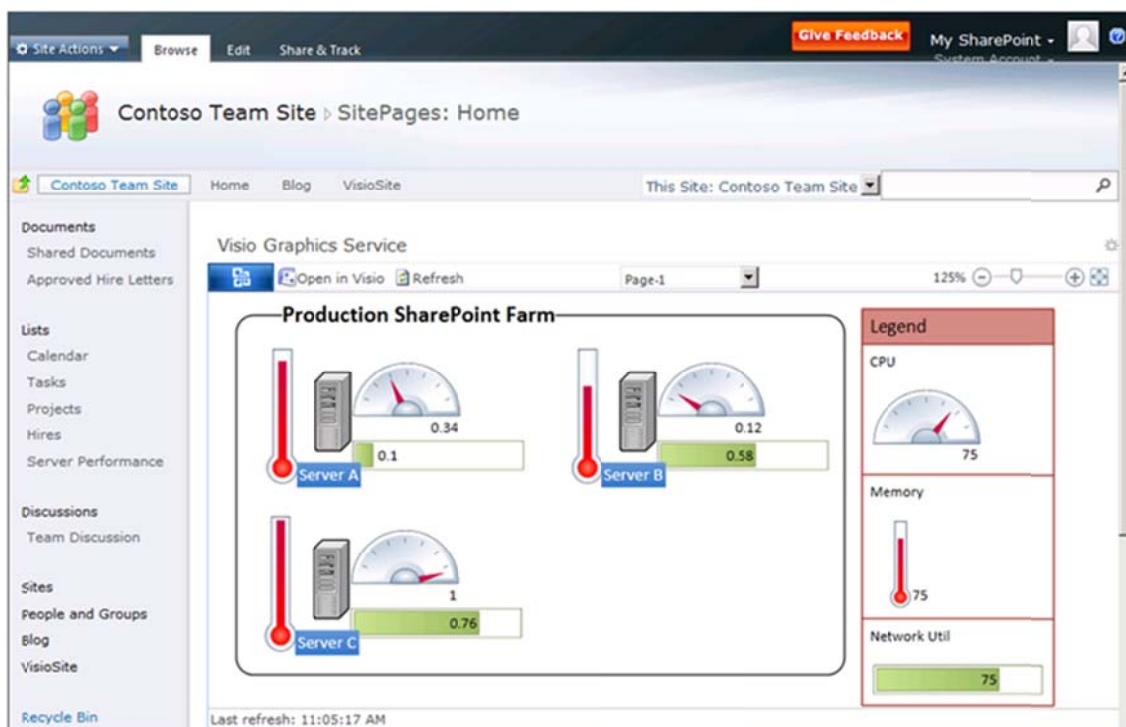 Site Actions
Browse
Edit
Share & Track
Give Feedback
My SharePoint
System Account
Contoso Team Site
SitePages: Home
Contoso Team Site
Home
Blog
VisioSite
This Site: Contoso Team Site
Documents
Shared Documents
Approved Hire Letters
Lists
Calendar
Tasks
Projects
Hires
Server Performance
Discussions
Team Discussion
Sites
People and Groups
Blog
VisioSite
Recycle Bin
Visio Graphics Service
Open in Visio
Refresh
Page-1
125%
Production SharePoint Farm
0.34
0.1
Server A
0.12
0.58
Server B
1
0.76
Server C
Legend
CPU
75
Memory
75
Network Util
75
Last refresh: 11:05:17 AM